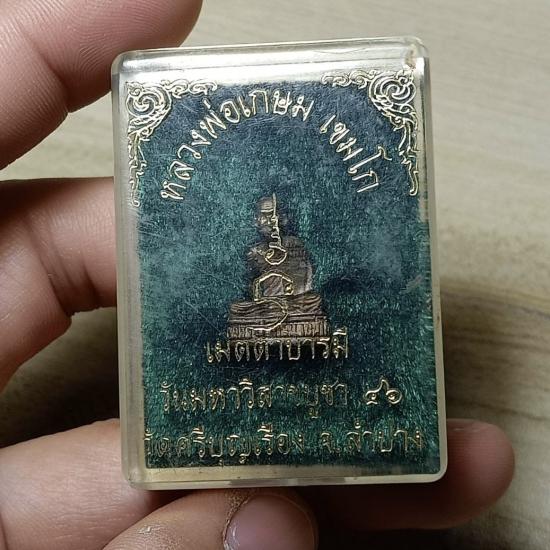 หลวงพ่อเกษม เขมโก
เมตตาบารมี
วันมหาวิสาขบูชา ๔๖
วัดศรีบุญเรือง จ.ลำปาง